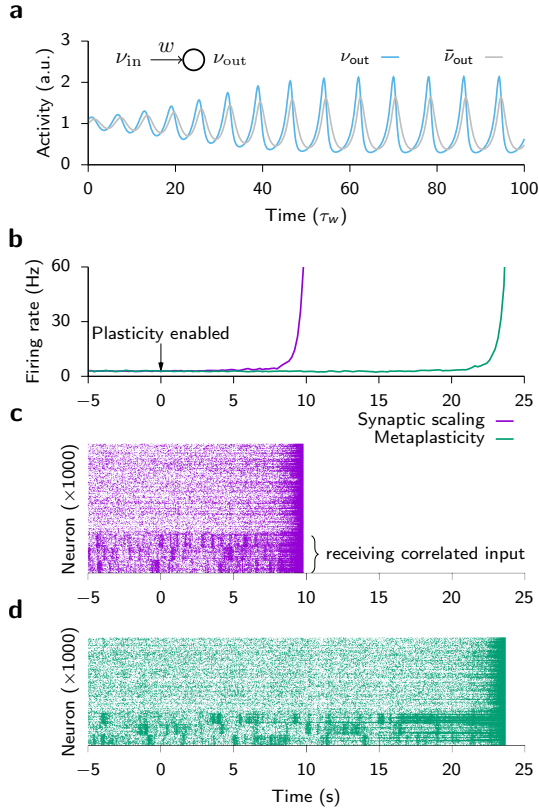 a
Activity (a.u.)
3
2
1
0
ν_in w ν_out
ν_out
ν̄_out
0 20 40 60 80 100
Time (τ_w)
b
Firing rate (Hz)
60
30
0
Plasticity enabled
−5 0 5 10 15 20 25
Synaptic scaling
Metaplasticity
c
Neuron (×1000)
receiving correlated input
−5 0 5 10 15 20 25
d
Neuron (×1000)
−5 0 5 10 15 20 25
Time (s)